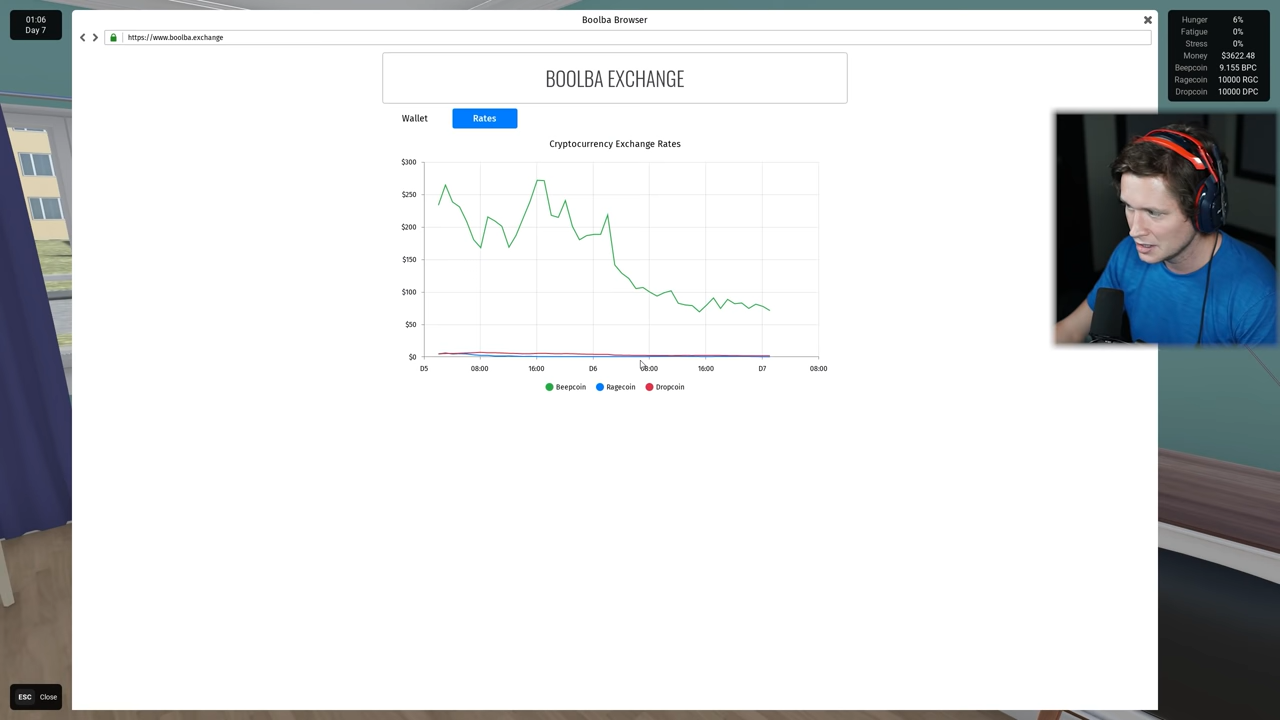 01:06
Day 7
Boolba Browser
https://www.boolba.exchange
Hunger 6%
Fatigue 0%
Stress 0%
Money $3622.48
Beepcoin 9.155 BPC
Ragecoin 10000 RGC
Dropcoin 10000 DPC
BOOLBA EXCHANGE
Wallet Rates
Cryptocurrency Exchange Rates
$300
$250
$200
$150
$100
$50
$0
D5 08:00 16:00 D6 08:00 16:00 D7 08:00
Beepcoin Ragecoin Dropcoin
ESC Close